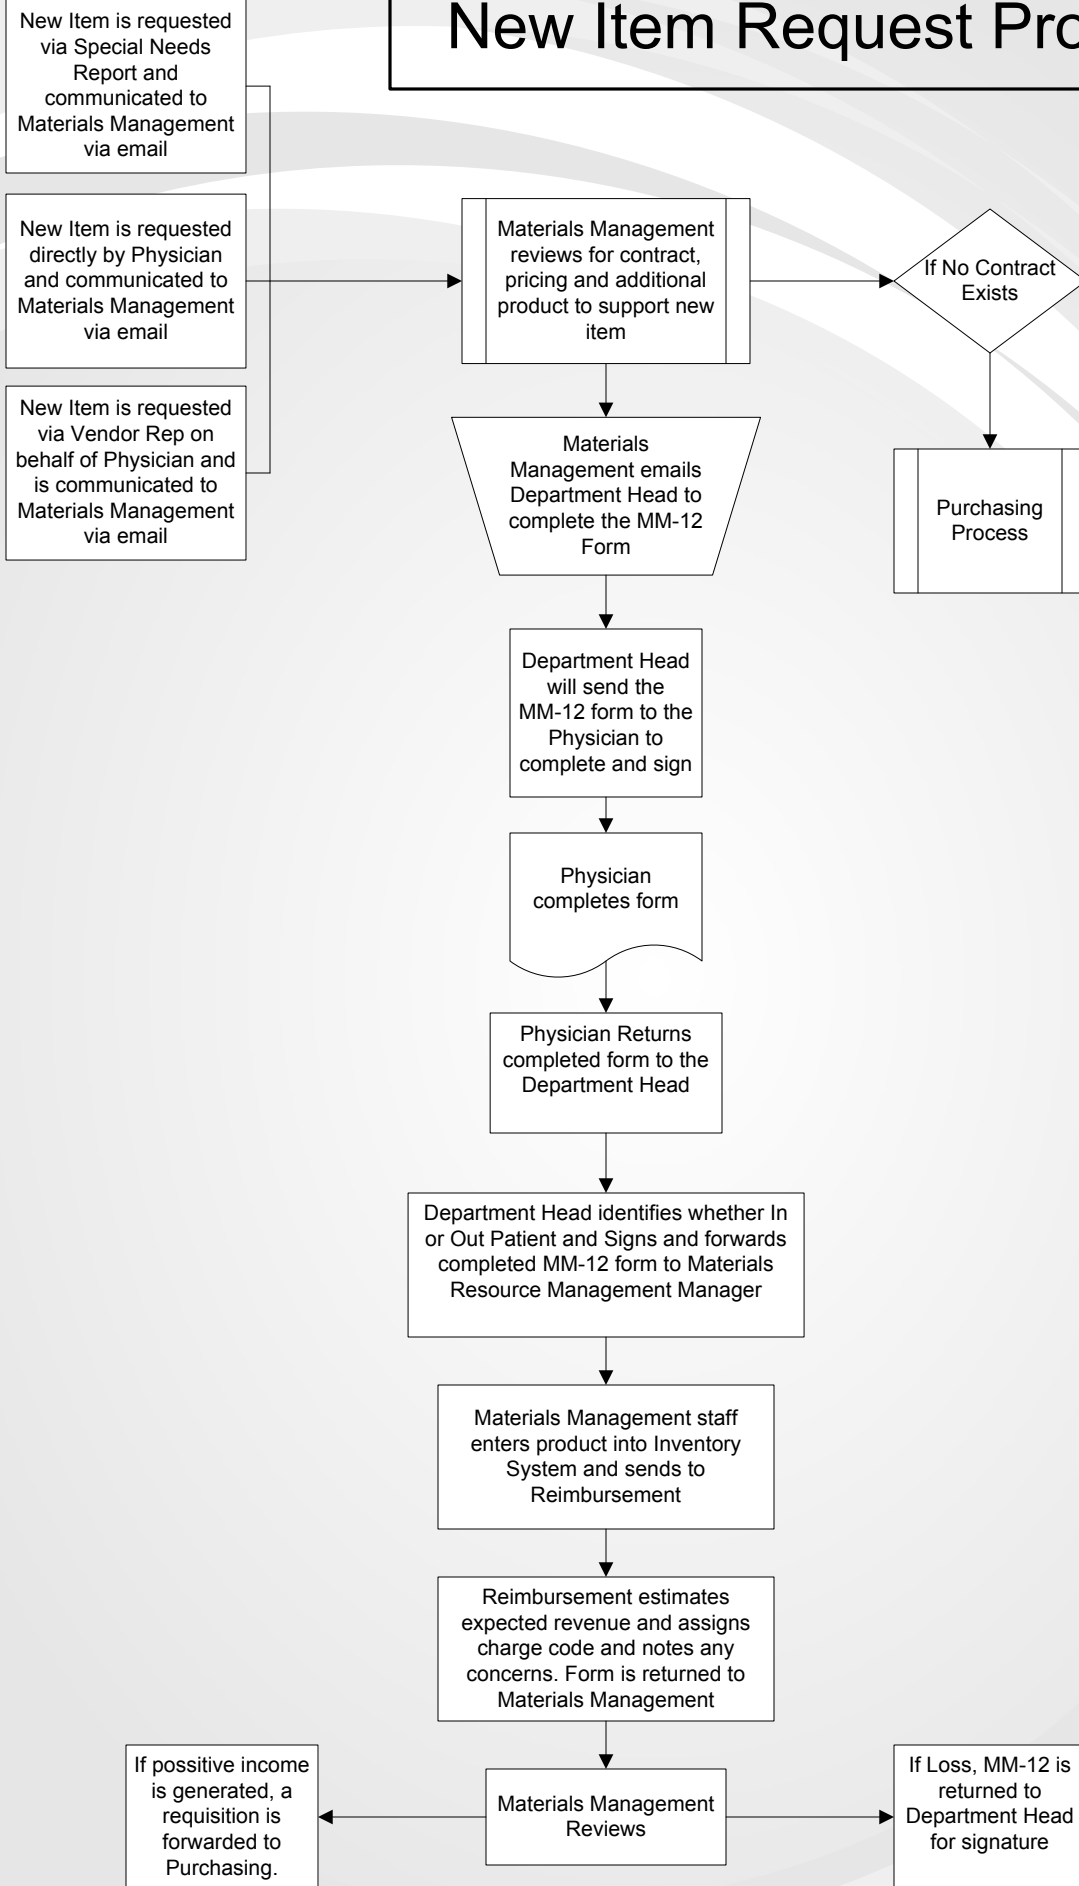 New Item Request Pro
New Item is requested
via Special Needs
Report and
communicated to
Materials Management
via email
New Item is requested
directly by Physician
and communicated to
Materials Management
via email
New Item is requested
via Vendor Rep on
behalf of Physician and
is communicated to
Materials Management
via email
Materials Management
reviews for contract,
pricing and additional
product to support new
item
If No Contract
Exists
Purchasing
Process
Materials
Management emails
Department Head to
complete the MM-12
Form
Department Head
will send the
MM-12 form to the
Physician to
complete and sign
Physician
completes form
Physician Returns
completed form to the
Department Head
Department Head identifies whether In
or Out Patient and Signs and forwards
completed MM-12 form to Materials
Resource Management Manager
Materials Management staff
enters product into Inventory
System and sends to
Reimbursement
Reimbursement estimates
expected revenue and assigns
charge code and notes any
concerns. Form is returned to
Materials Management
If possitive income
is generated, a
requisition is
forwarded to
Purchasing.
Materials Management
Reviews
If Loss, MM-12 is
returned to
Department Head
for signature